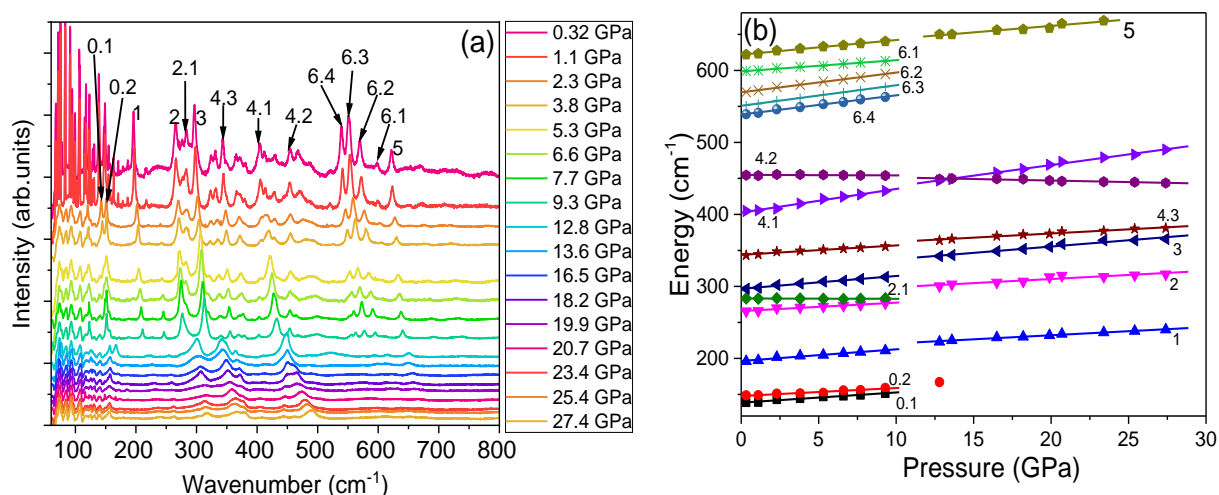 (a)
0.1
0.2
1
2
2.1
3
4.3
4.1
4.2
6.4
6.3
6.2
6.1
5
Intensity (arb.units)
100 200 300 400 500 600 700 800
Wavenumber (cm-1)
0.32 GPa
1.1 GPa
2.3 GPa
3.8 GPa
5.3 GPa
6.6 GPa
7.7 GPa
9.3 GPa
12.8 GPa
13.6 GPa
16.5 GPa
18.2 GPa
19.9 GPa
20.7 GPa
23.4 GPa
25.4 GPa
27.4 GPa
(b)
5
6.1
6.2
6.3
6.4
4.2
4.1
4.3
3
2.1
2
1
0.2
0.1
Energy (cm-1)
600
500
400
300
200
0 5 10 15 20 25 30
Pressure (GPa)